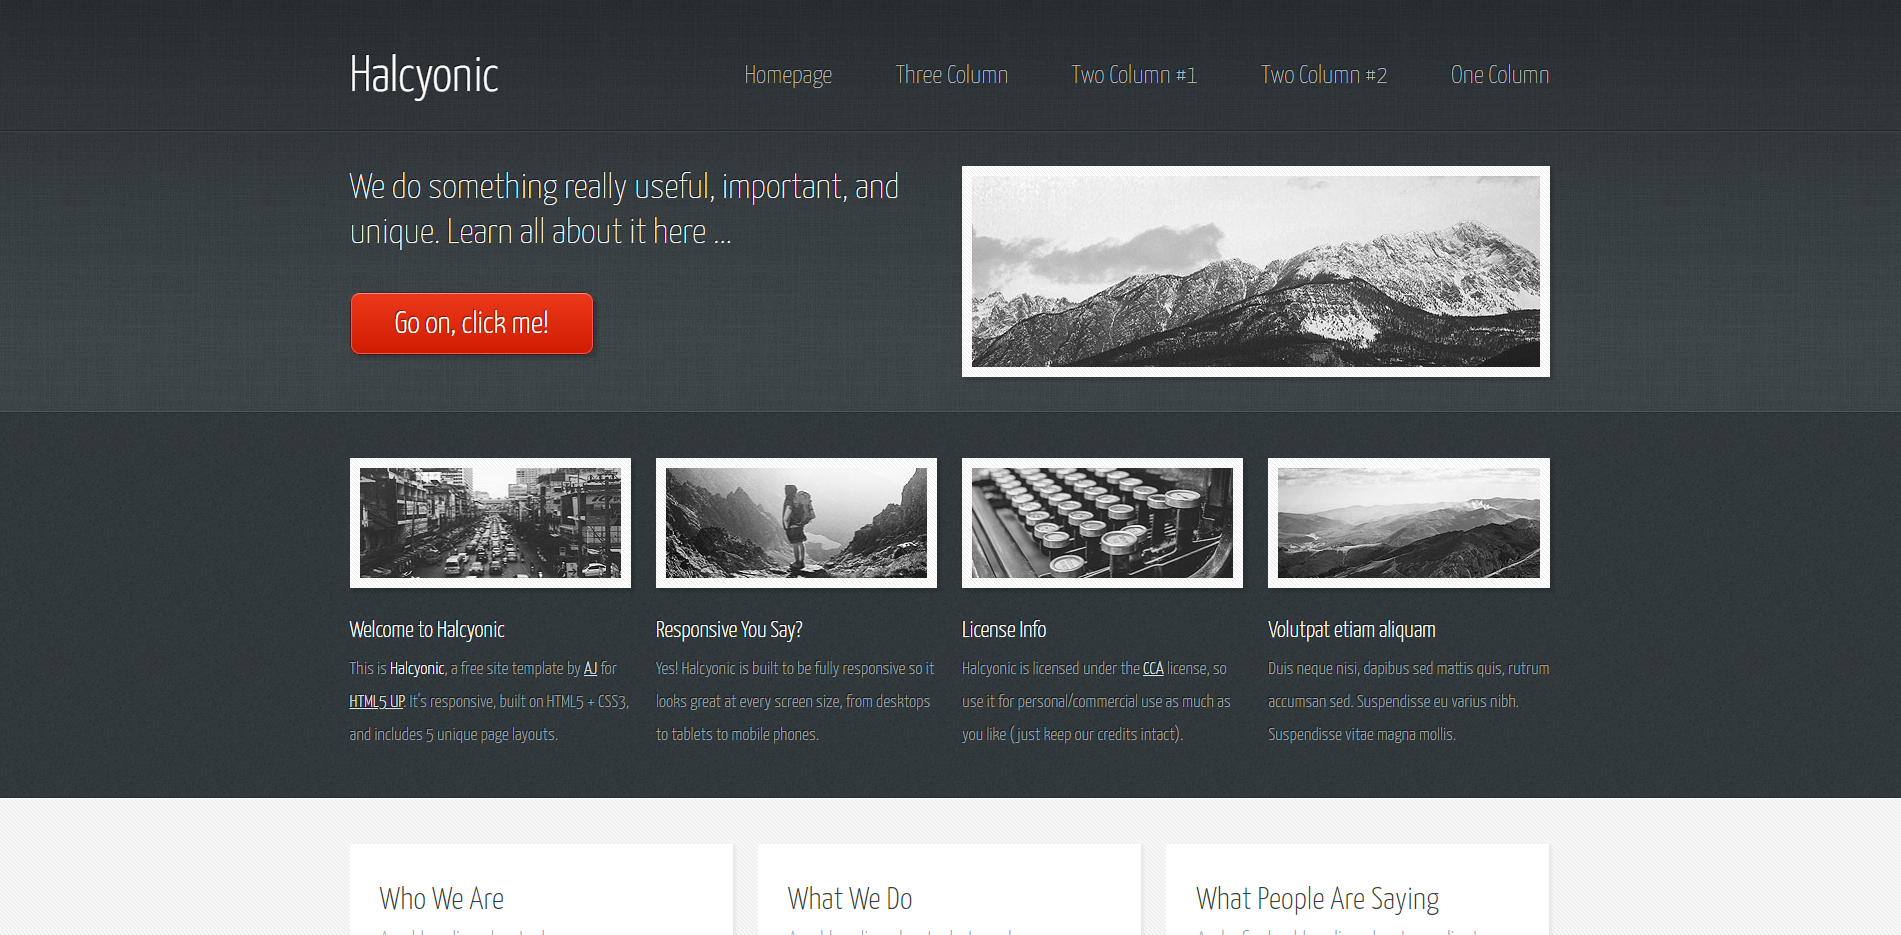 Halcyonic
Homepage
Three Column
Two Column #1
Two Column #2
One Column
We do something really useful, important, and
unique. Learn all about it here ...
Go on, click me!
Welcome to Halcyonic
This is Halcyonic, a free site template by AJ for
HTML5 UP. It's responsive, built on HTML5 + CSS3,
and includes 5 unique page layouts.
Responsive You Say?
Yes! Halcyonic is built to be fully responsive so it
looks great at every screen size, from desktops
to tablets to mobile phones.
License Info
Halcyonic is licensed under the CCA license, so
use it for personal/commercial use as much as
you like (just keep our credits intact).
Volutpat etiam aliquam
Duis neque nisi, dapibus sed mattis quis, rutrum
accumsan sed. Suspendisse eu varius nibh.
Suspendisse vitae magna mollis.
Who We Are
What We Do
What People Are Saying